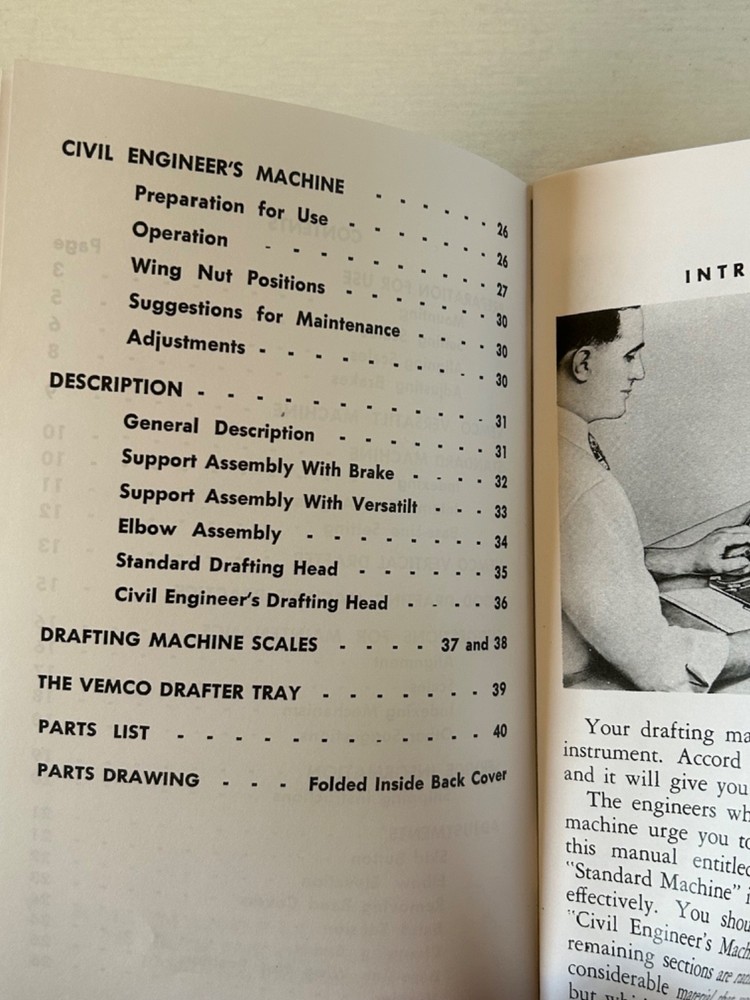 CIVIL ENGINEER'S MACHINE . . . . . . 26
Preparation for Use . . . . . . 26
Operation . . . . . . . . . 27
Wing Nut Positions . . . . . . 30
Suggestions for Maintenance . . . . 30
Adjustments . . . . . . . . . 30
DESCRIPTION . . . . . . . . . . . 31
General Description . . . . . . 31
Support Assembly With Brake . . . . 32
Support Assembly With Versatilt . . . 33
Elbow Assembly . . . . . . . 34
Standard Drafting Head . . . . . . 35
Civil Engineer's Drafting Head . . . . 36
DRAFTING MACHINE SCALES . . . . 37 and 38
THE VEMCO DRAFTER TRAY . . . . . . . 39
PARTS LIST . . . . . . . . . . . . 40
PARTS DRAWING . . . Folded Inside Back Cover
INTR
Your drafting ma
instrument. Accord
and it will give you
The engineers wh
machine urge you to
this manual entitled
"Standard Machine" i
effectively. You shou
"Civil Engineer's Mach
remaining sections are
considerable material
but